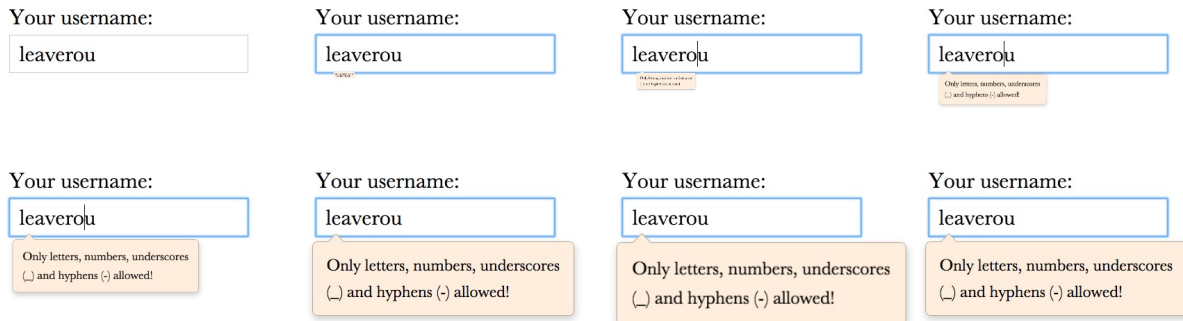 Your username:
leaverou
Your username:
leaverou
Your username:
leaverou
Your username:
leaverou
Only letters, numbers, underscores
(_) and hyphens (-) allowed!
Your username:
leaverou
Only letters, numbers, underscores
(_) and hyphens (-) allowed!
Your username:
leaverou
Only letters, numbers, underscores
(_) and hyphens (-) allowed!
Your username:
leaverou
Only letters, numbers, underscores
(_) and hyphens (-) allowed!
Your username:
leaverou
Only letters, numbers, underscores
(_) and hyphens (-) allowed!